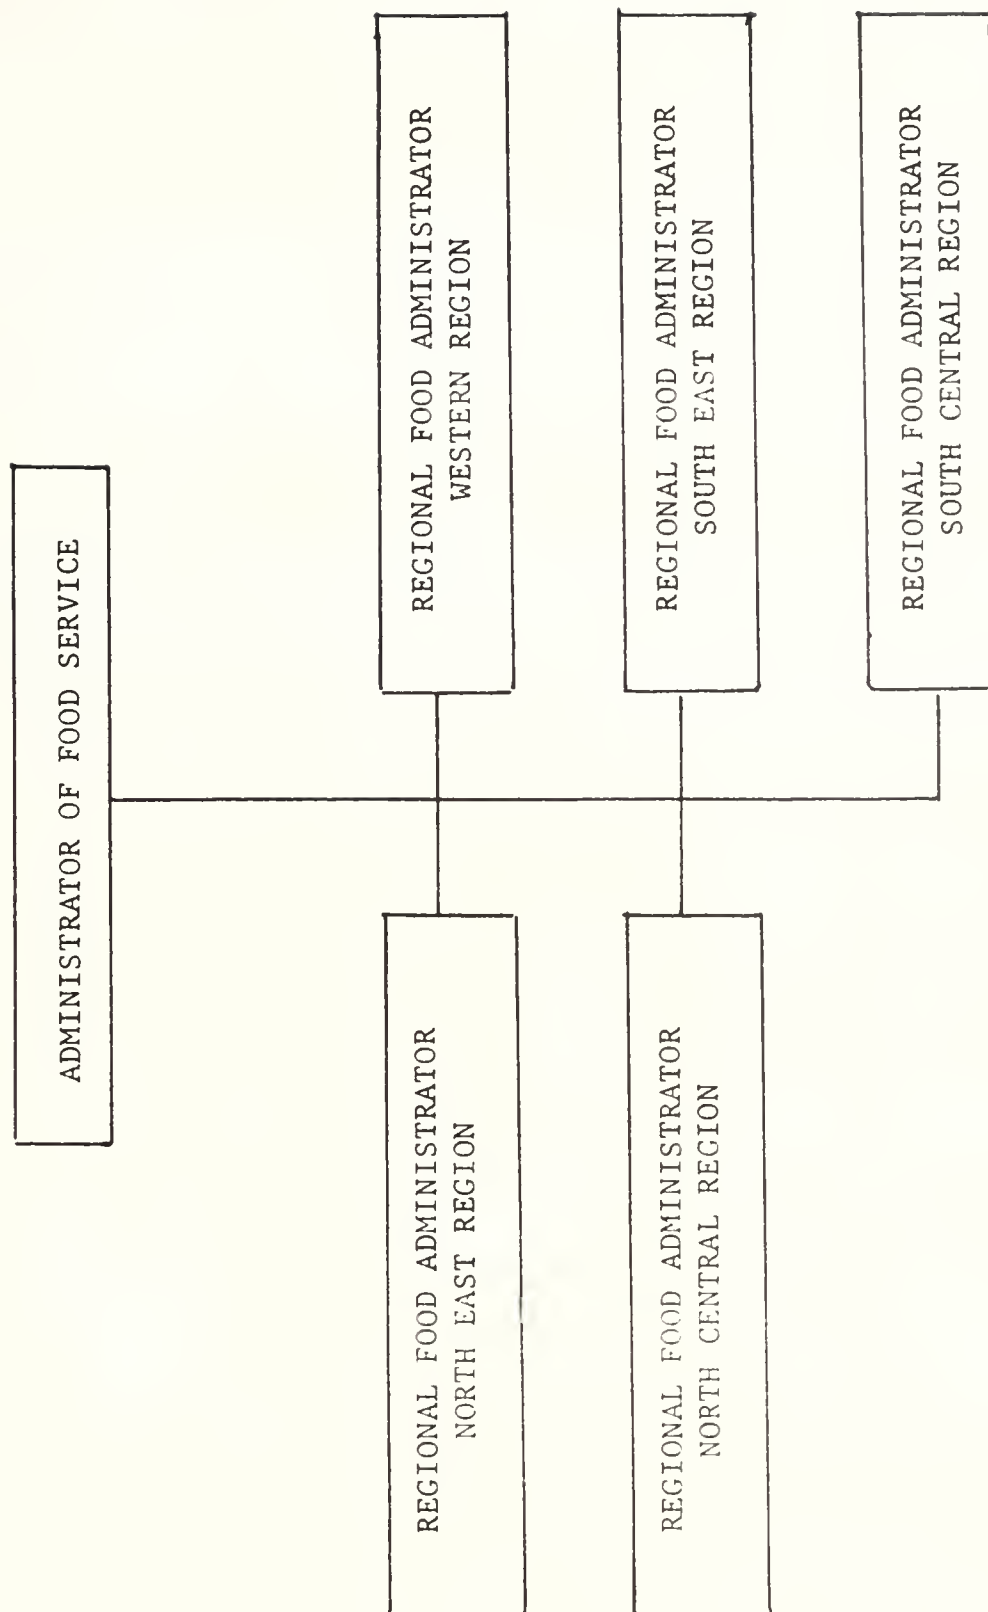 ADMINISTRATOR OF FOOD SERVICE
REGIONAL FOOD ADMINISTRATOR
NORTH EAST REGION
REGIONAL FOOD ADMINISTRATOR
WESTERN REGION
REGIONAL FOOD ADMINISTRATOR
NORTH CENTRAL REGION
REGIONAL FOOD ADMINISTRATOR
SOUTH EAST REGION
REGIONAL FOOD ADMINISTRATOR
SOUTH CENTRAL REGION